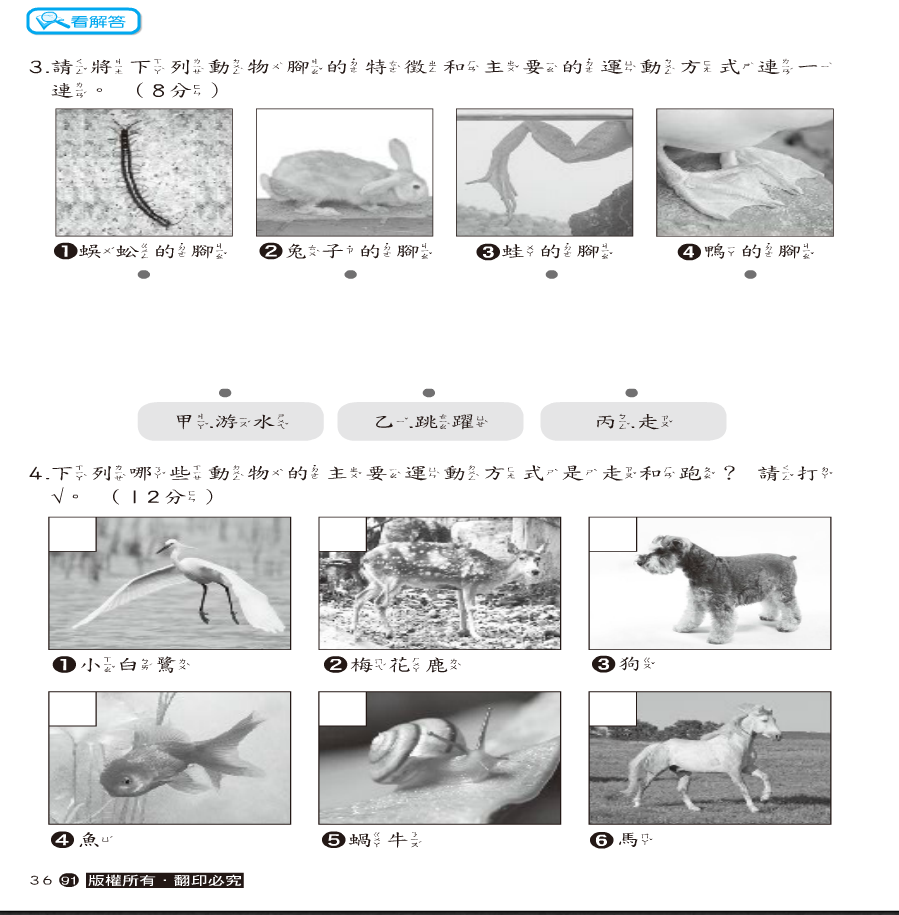 看解答
3.請將下列動物腳的特徵和主要的運動方式連一
連。（8分）
❶蜈蚣的腳 ❷兔子的腳 ❸蛙的腳 ❹鴨的腳
甲.游水 乙.跳躍 丙.走
4.下列哪些動物的主要運動方式是走和跑？ 請打
√。（12分）
❶小白鷺 ❷梅花鹿 ❸狗
❹魚 ❺蝸牛 ❻馬
36 91 版權所有・翻印必究